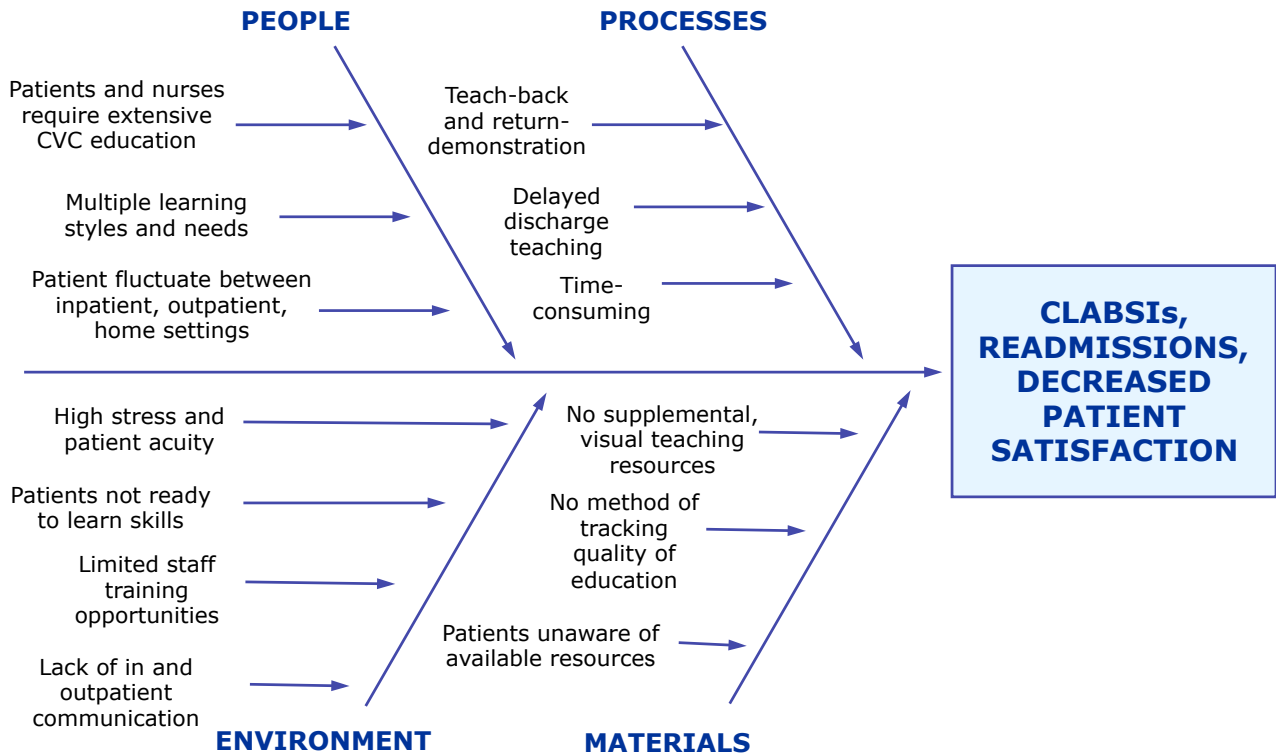 PEOPLE
Patients and nurses
require extensive
CVC education
Multiple learning
styles and needs
Patient fluctuate between
inpatient, outpatient,
home settings
PROCESSES
Teach-back
and return-
demonstration
Delayed
discharge
teaching
Time-
consuming
CLABSIs,
READMISSIONS,
DECREASED
PATIENT
SATISFACTION
High stress and
patient acuity
Patients not ready
to learn skills
Limited staff
training
opportunities
Lack of in and
outpatient
communication
ENVIRONMENT
No supplemental,
visual teaching
resources
No method of
tracking
quality of
education
Patients unaware of
available resources
MATERIALS